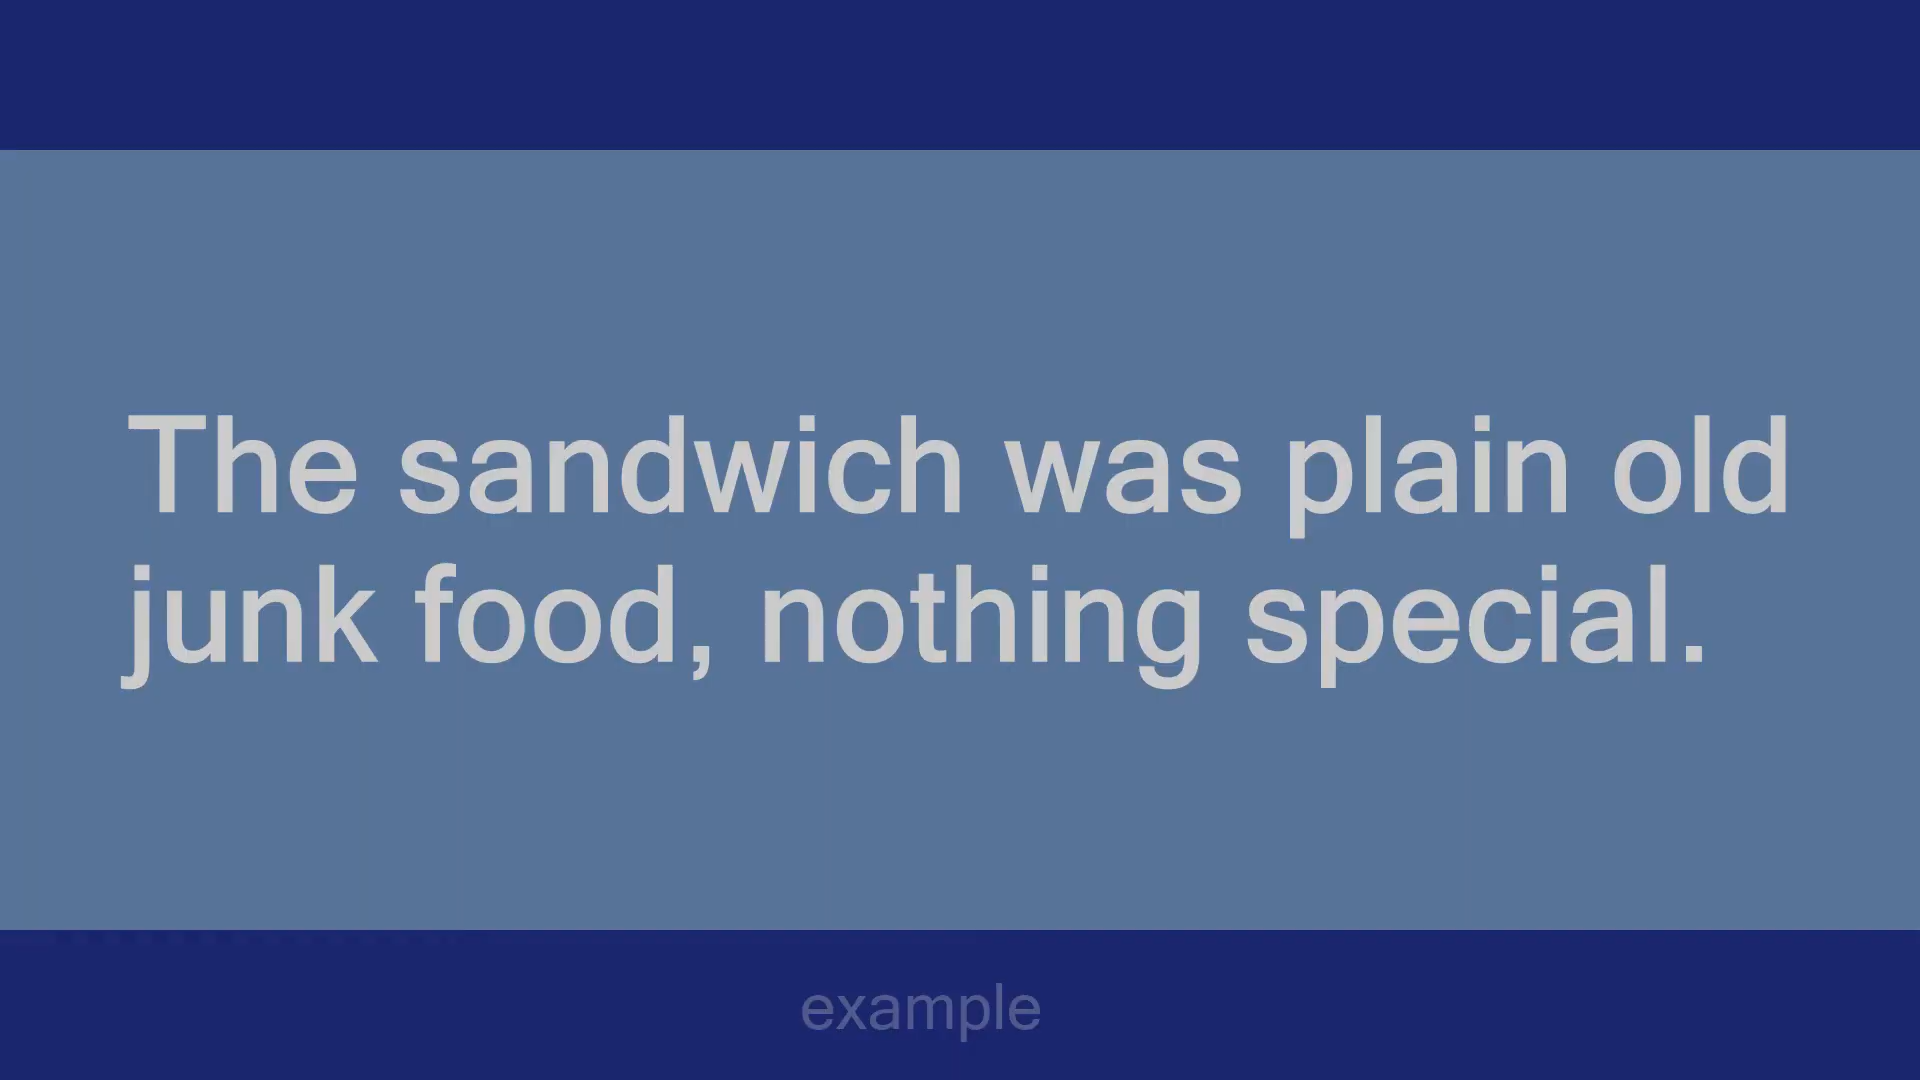 The sandwich was plain old
junk food, nothing special.
example